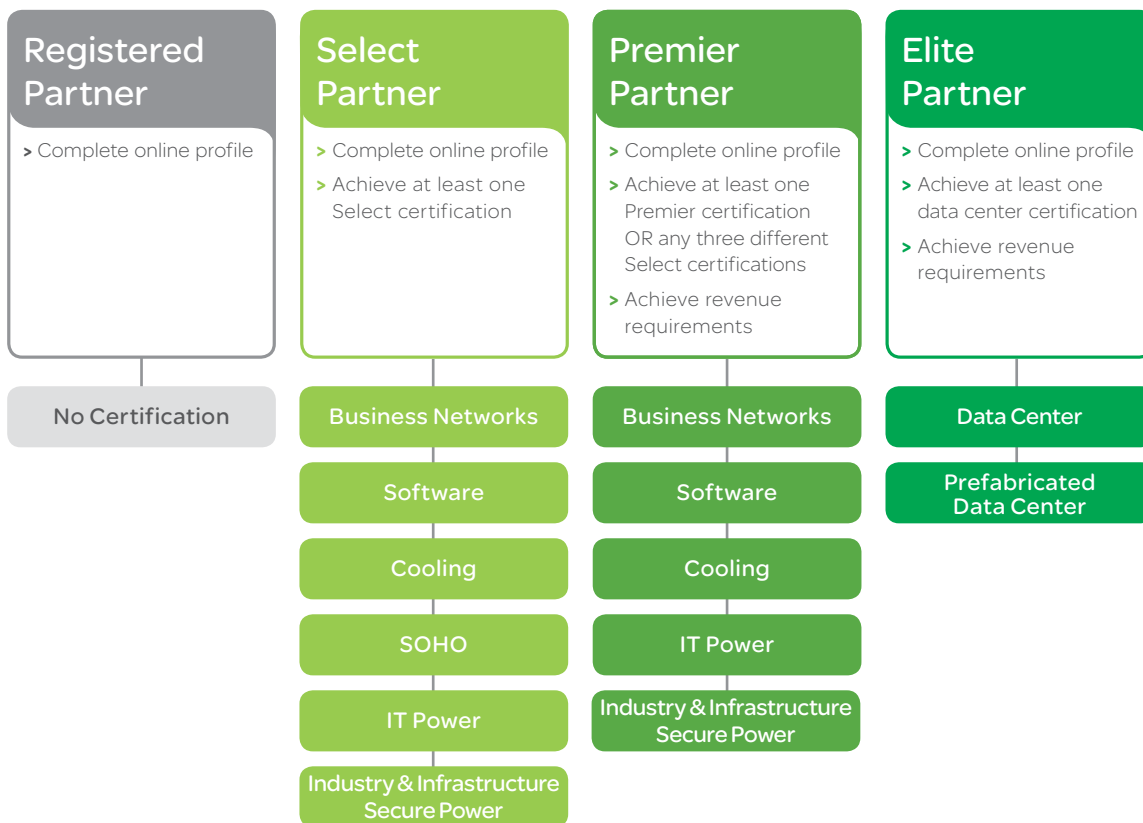 Registered
Partner
> Complete online profile
No Certification
Select
Partner
> Complete online profile
> Achieve at least one
Select certification
Business Networks
Software
Cooling
SOHO
IT Power
Industry & Infrastructure
Secure Power
Premier
Partner
> Complete online profile
> Achieve at least one
Premier certification
OR any three different
Select certifications
> Achieve revenue
requirements
Business Networks
Software
Cooling
IT Power
Industry & Infrastructure
Secure Power
Elite
Partner
> Complete online profile
> Achieve at least one
data center certification
> Achieve revenue
requirements
Data Center
Prefabricated
Data Center